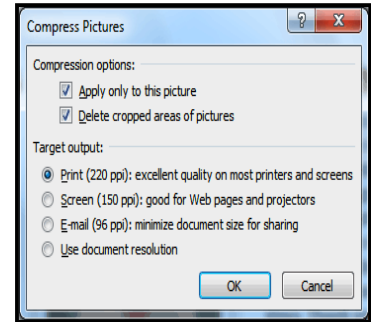 Compress Pictures
? X
Compression options:
Apply only to this picture
Delete cropped areas of pictures
Target output:
Print (220 ppi): excellent quality on most printers and screens
Screen (150 ppi): good for Web pages and projectors
E-mail (96 ppi): minimize document size for sharing
Use document resolution
OK Cancel